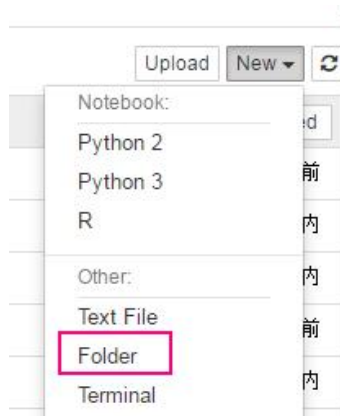 Upload New
Notebook:
Python 2
Python 3
R
Other:
Text File
Folder
Terminal
前
内
内
前
内